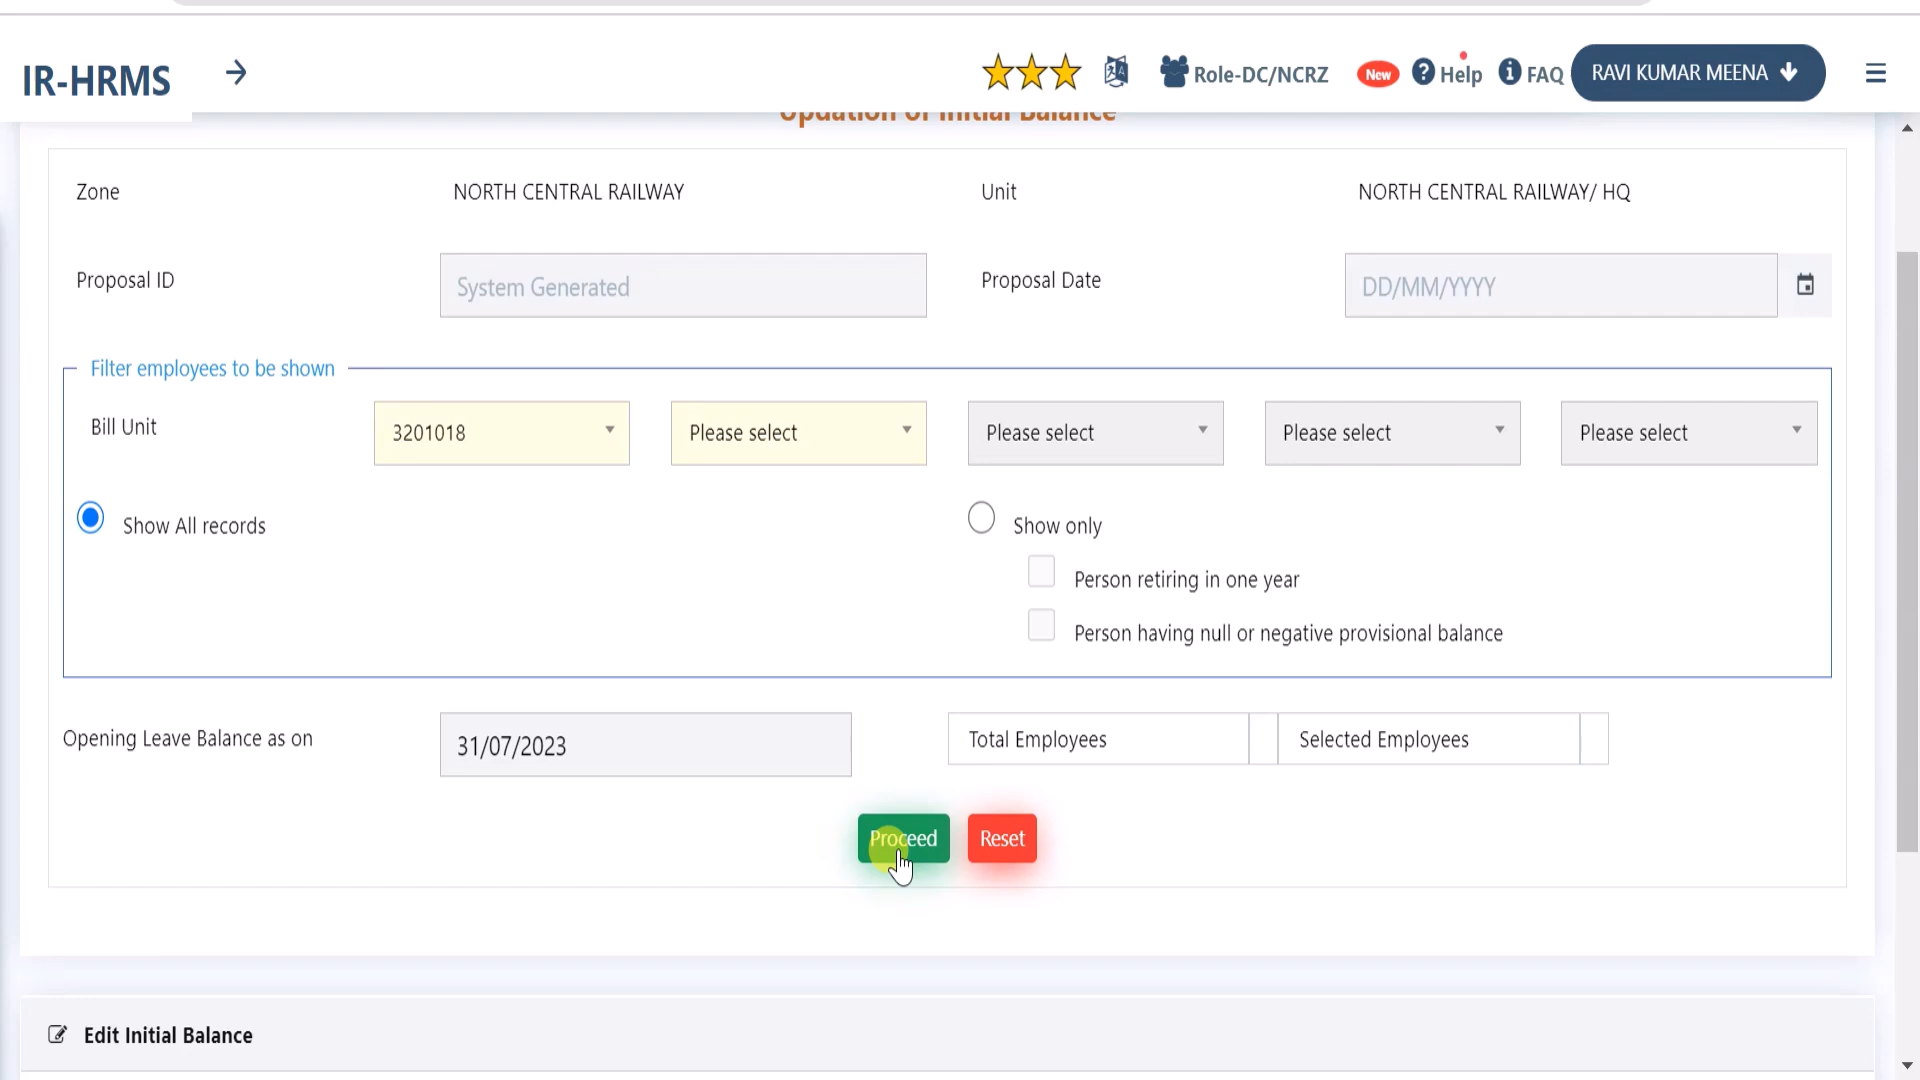 IR-HRMS
Role-DC/NCRZ New Help FAQ RAVI KUMAR MEENA
Updation of Initial Balance
Zone NORTH CENTRAL RAILWAY Unit NORTH CENTRAL RAILWAY/ HQ
Proposal ID System Generated Proposal Date DD/MM/YYYY
Filter employees to be shown
Bill Unit 3201018 Please select Please select Please select Please select
Show All records Show only
Person retiring in one year
Person having null or negative provisional balance
Opening Leave Balance as on 31/07/2023 Total Employees Selected Employees
Proceed Reset
Edit Initial Balance